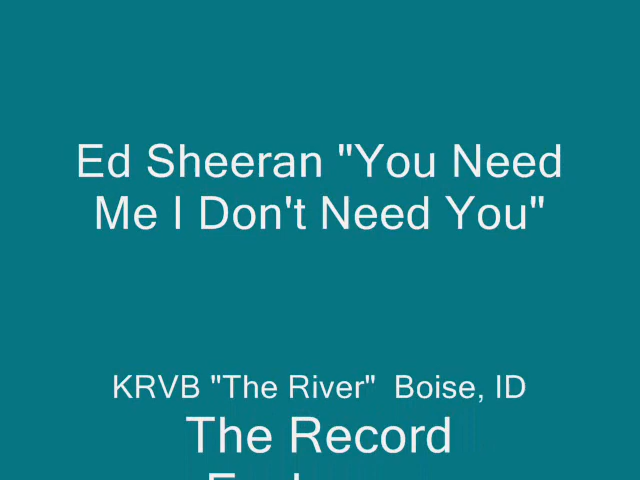 Ed Sheeran "You Need
Me I Don't Need You"
KRVB "The River"  Boise, ID
The Record